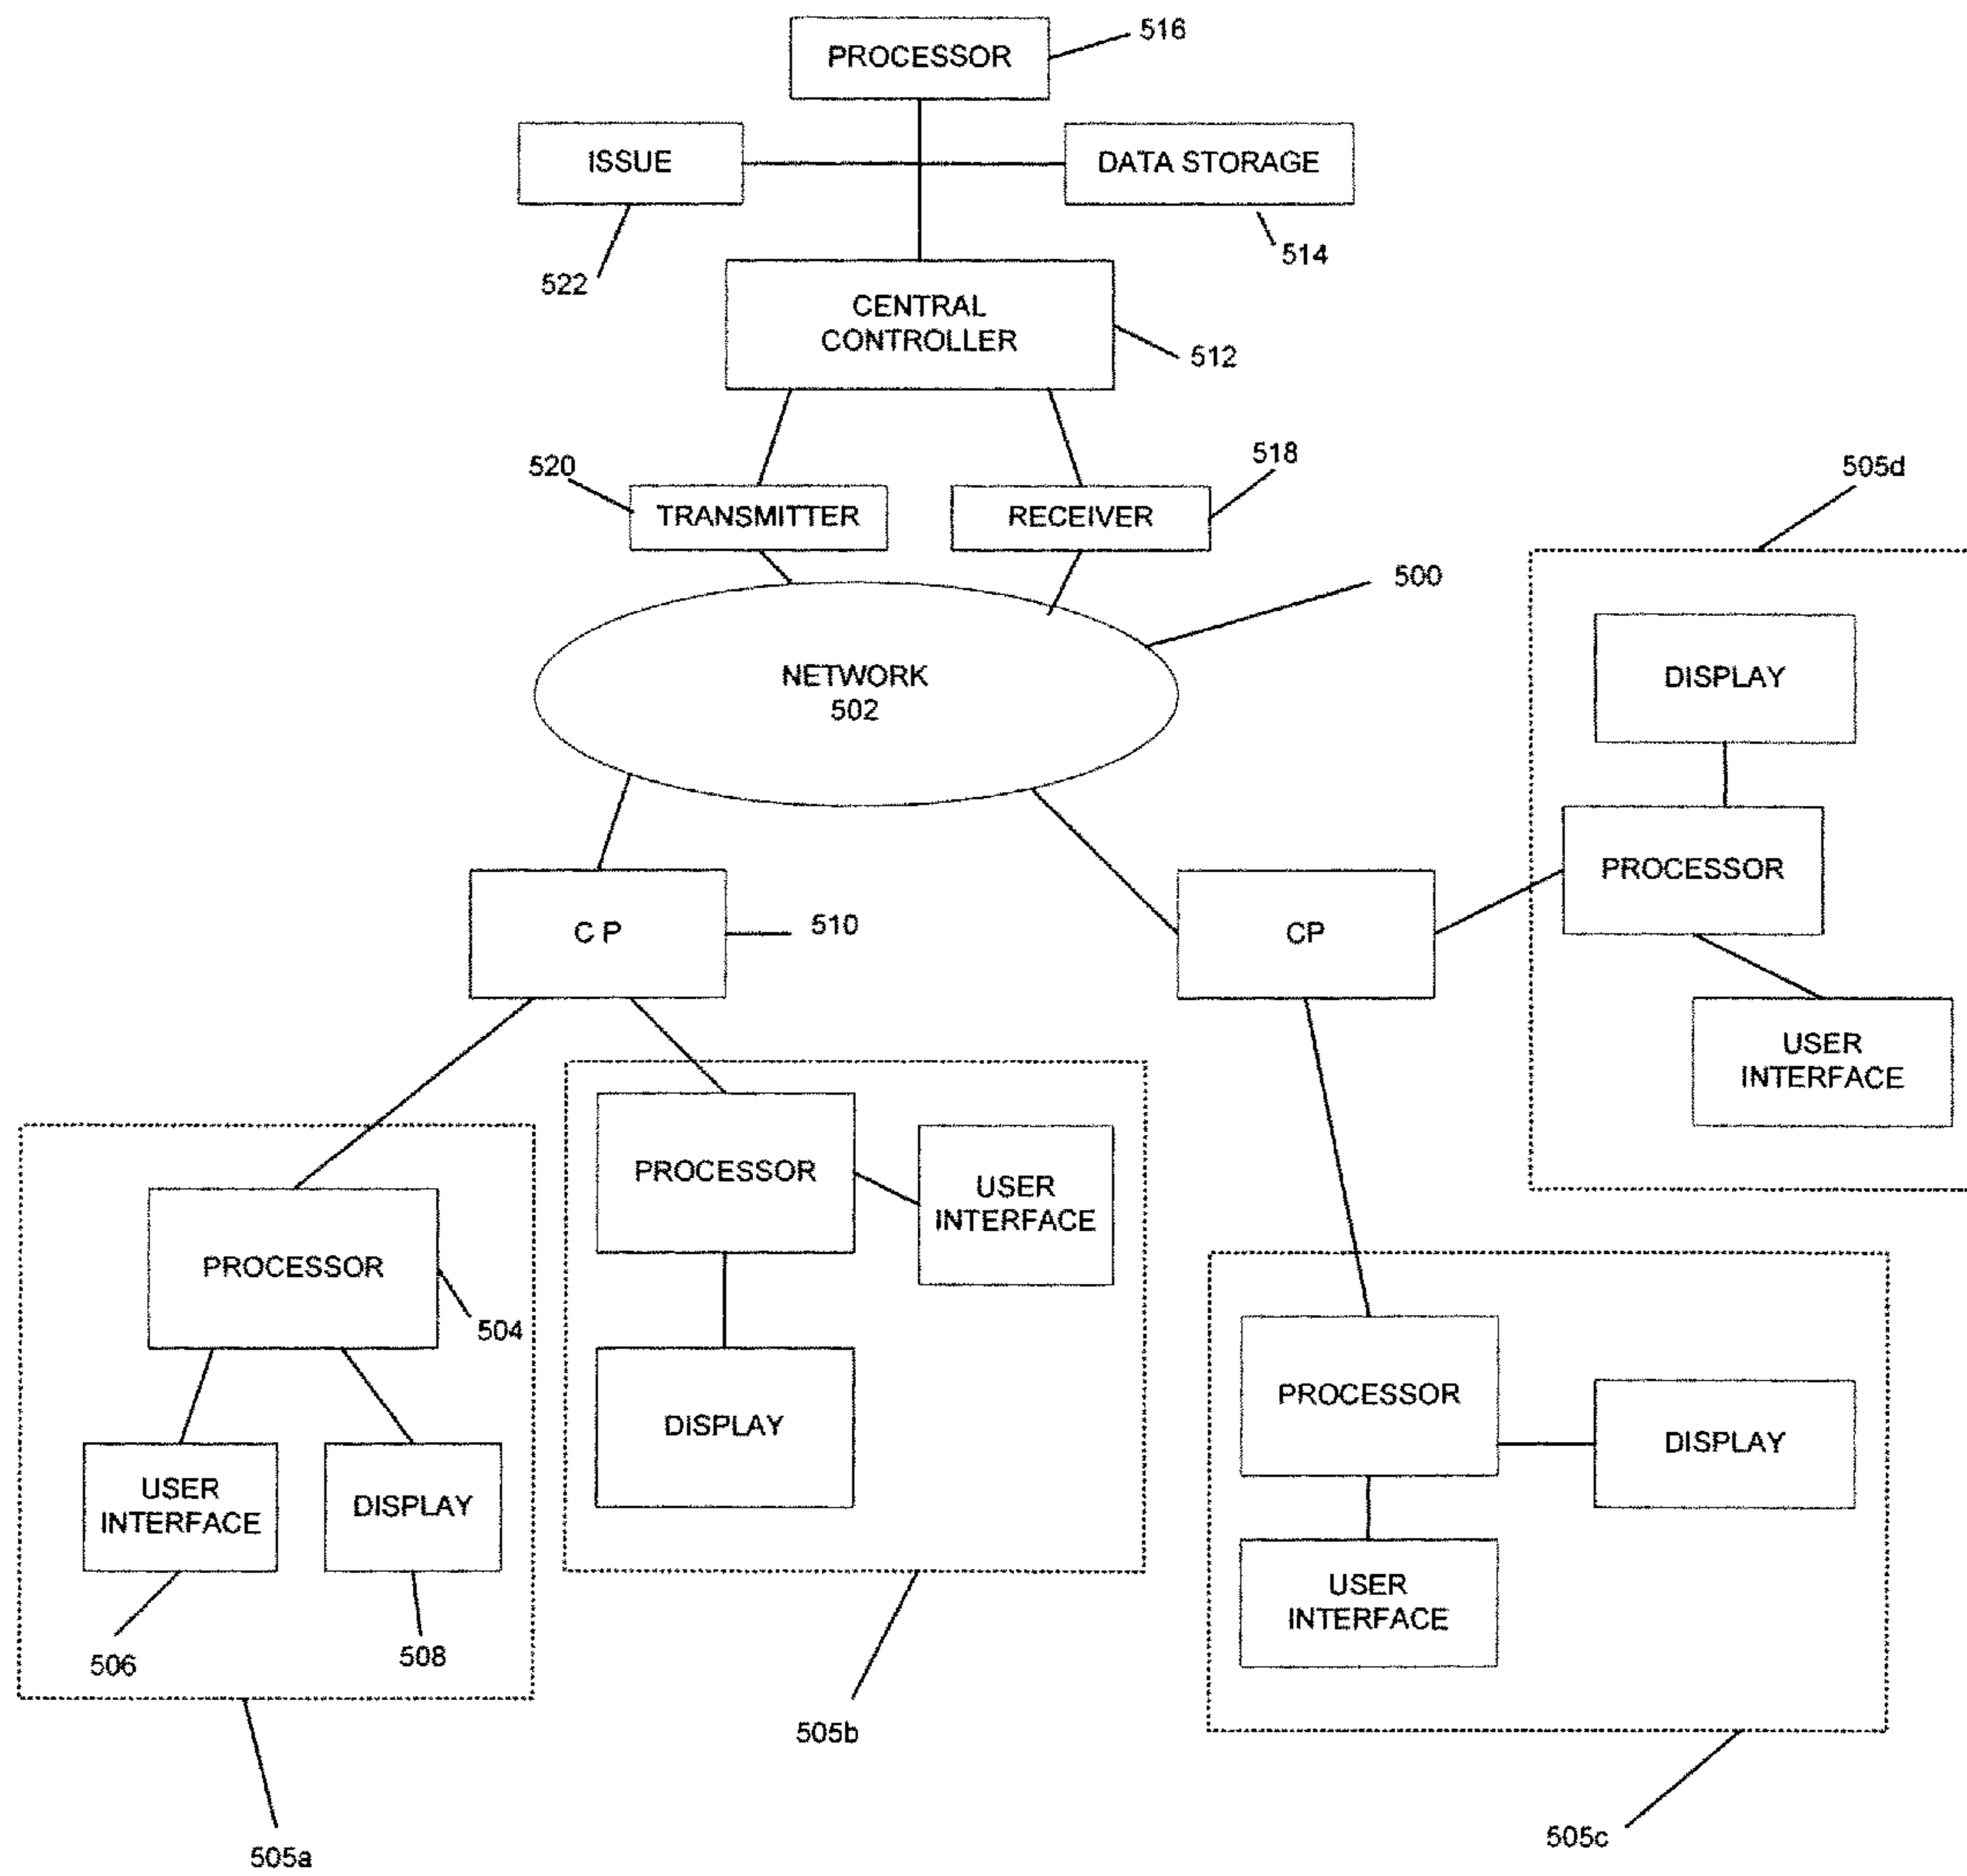 PROCESSOR
516
ISSUE
DATA STORAGE
522
514
CENTRAL
CONTROLLER
512
520
518
505d
TRANSMITTER
RECEIVER
500
NETWORK
502
DISPLAY
PROCESSOR
C P
510
CP
USER
INTERFACE
PROCESSOR
USER
INTERFACE
PROCESSOR
504
DISPLAY
PROCESSOR
DISPLAY
USER
INTERFACE
DISPLAY
USER
INTERFACE
506
508
505b
505c
505a